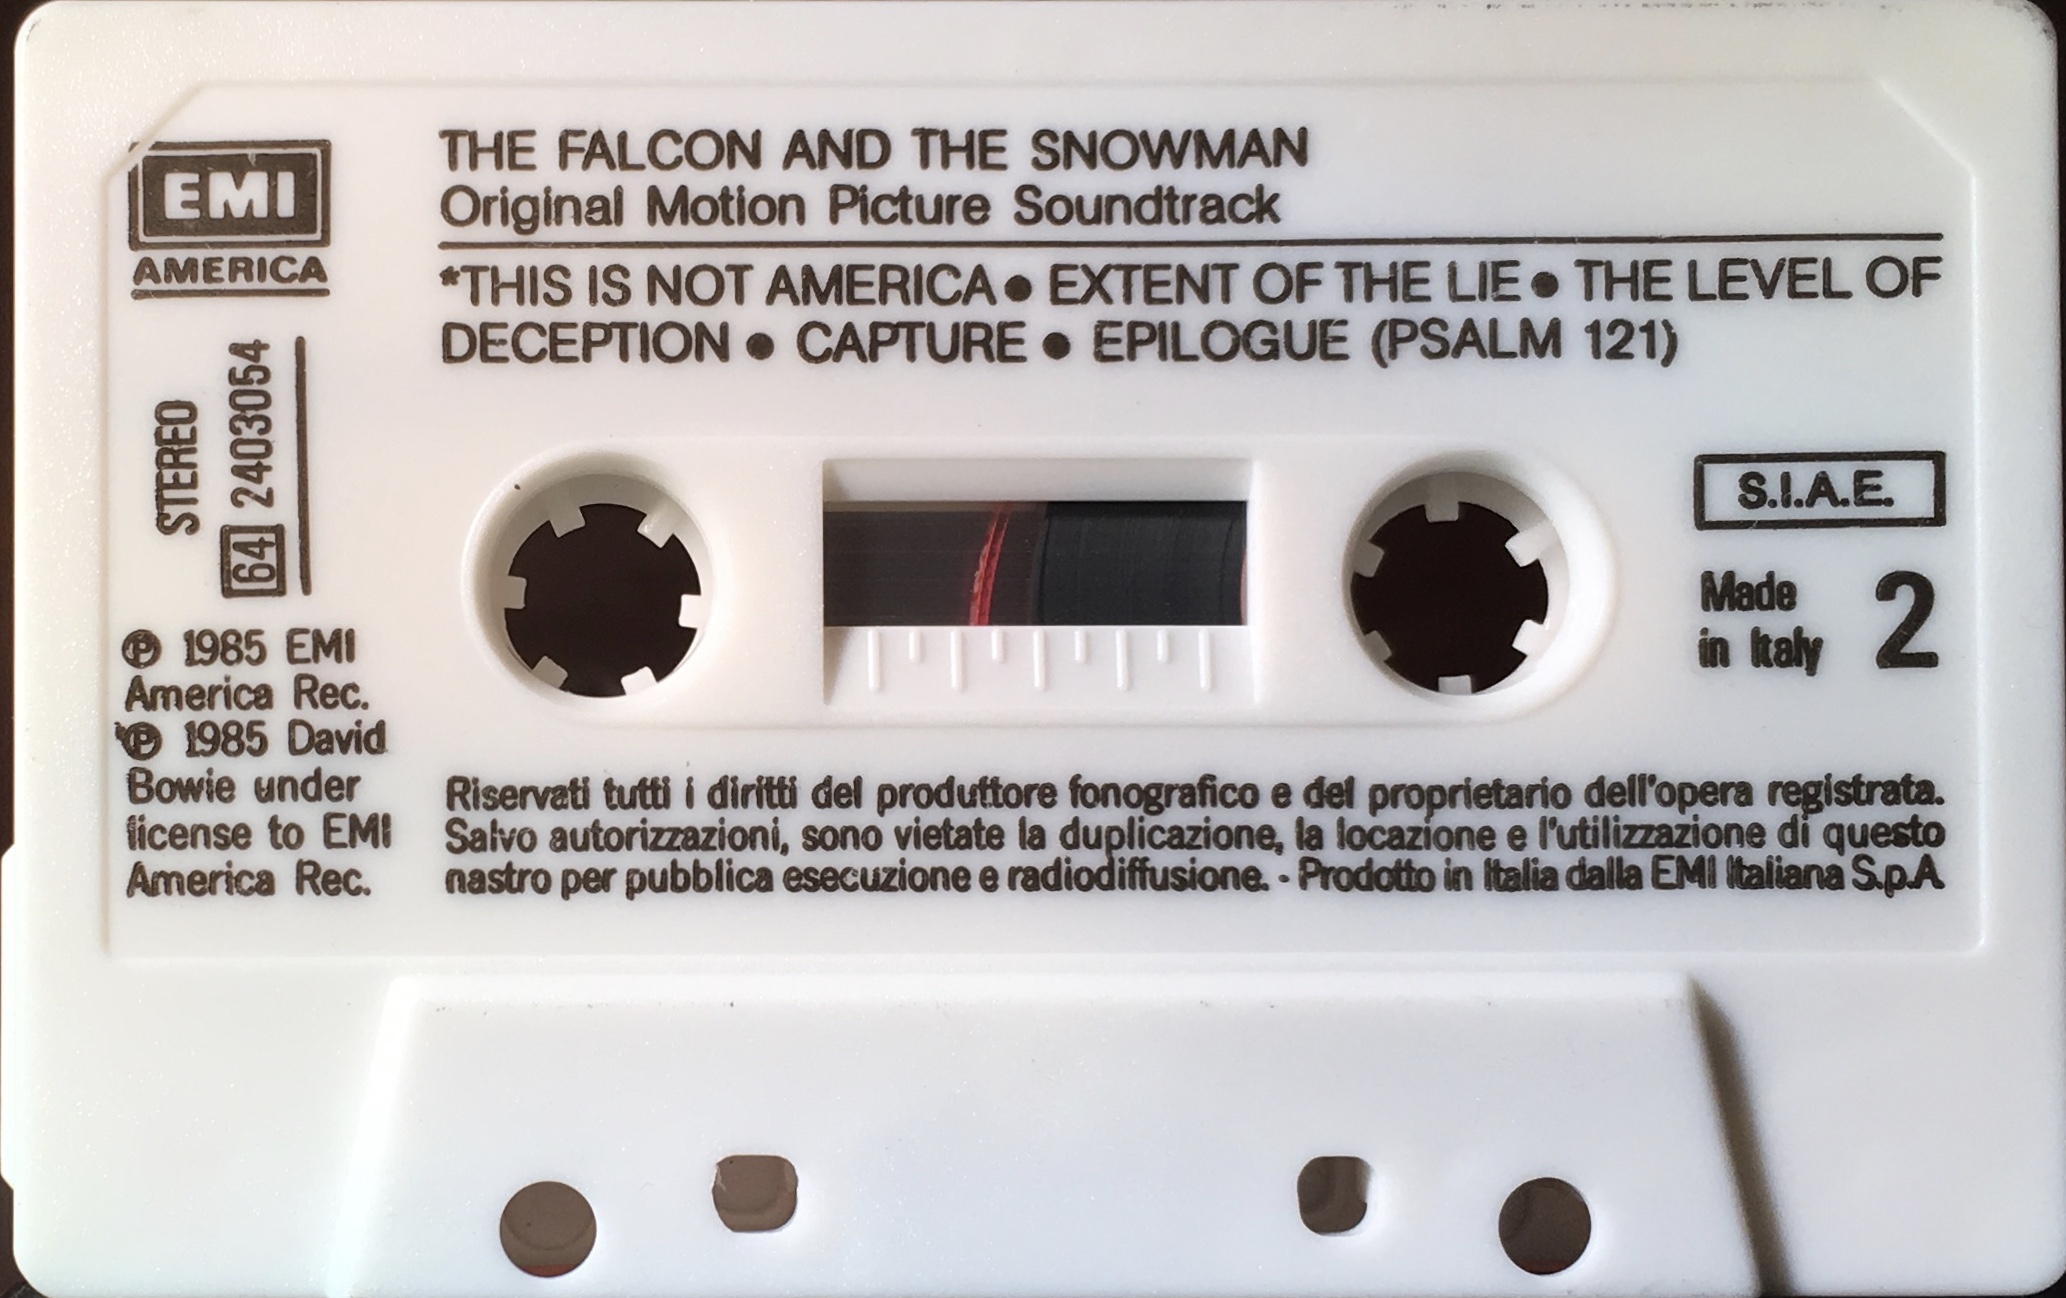 EMI
AMERICA
THE FALCON AND THE SNOWMAN
Original Motion Picture Soundtrack
*THIS IS NOT AMERICA ● EXTENT OF THE LIE ● THE LEVEL OF
DECEPTION ● CAPTURE ● EPILOGUE (PSALM 121)
STEREO
64 2403054
S.I.A.E.
Made
in Italy
2
℗ 1985 EMI
America Rec.
*℗ 1985 David
Bowie under
license to EMI
America Rec.
Riservati tutti i diritti del produttore fonografico e del proprietario dell'opera registrata.
Salvo autorizzazioni, sono vietate la duplicazione, la locazione e l'utilizzazione di questo
nastro per pubblica esecuzione e radiodiffusione. - Prodotto in Italia dalla EMI Italiana S.p.A